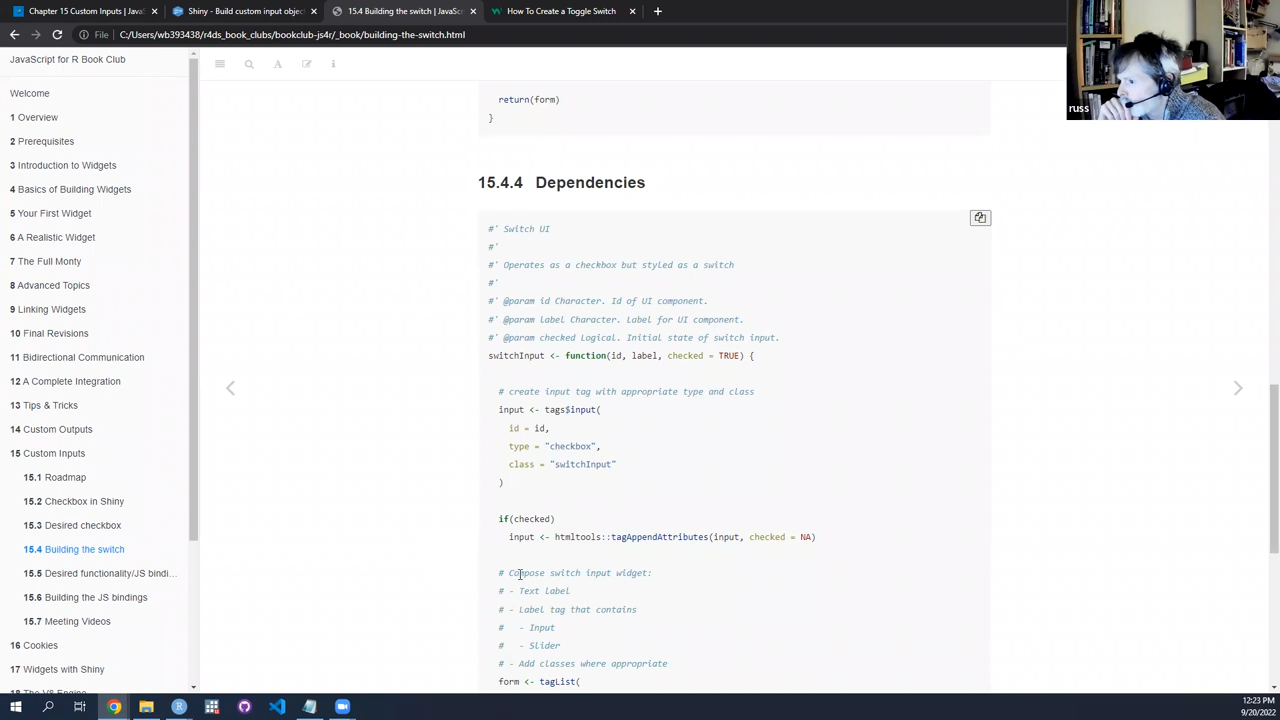 Chapter 15 Custom Inputs | Java
Shiny - Build custom input objec
15.4 Building the switch | JavaSc
How To Create a Toggle Switch
File
C:/Users/wb393438/r4ds_book_clubs/bookclub-js4r/_book/building-the-switch.html
russ
JavaScript for R Book Club
Welcome
1 Overview
2 Prerequisites
3 Introduction to Widgets
4 Basics of Building Widgets
5 Your First Widget
6 A Realistic Widget
7 The Full Monty
8 Advanced Topics
9 Linking Widgets
10 Final Revisions
11 Bidirectional Communication
12 A Complete Integration
13 Tips & Tricks
14 Custom Outputs
15 Custom Inputs
15.1 Roadmap
15.2 Checkbox in Shiny
15.3 Desired checkbox
15.4 Building the switch
15.5 Desired functionality/JS bindi...
15.6 Building the JS bindings
15.7 Meeting Videos
16 Cookies
17 Widgets with Shiny
18 The V8 Engine
return(form)
}
15.4.4 Dependencies
#' Switch UI
#'
#' Operates as a checkbox but styled as a switch
#'
#' @param id Character. Id of UI component.
#' @param label Character. Label for UI component.
#' @param checked Logical. Initial state of switch input.
switchInput <- function(id, label, checked = TRUE) {
# create input tag with appropriate type and class
input <- tags$input(
id = id,
type = "checkbox",
class = "switchInput"
)
if(checked)
input <- htmltools::tagAppendAttributes(input, checked = NA)
# Compose switch input widget:
# - Text label
# - Label tag that contains
# - Input
# - Slider
# - Add classes where appropriate
form <- tagList(
12:23 PM
9/20/2022